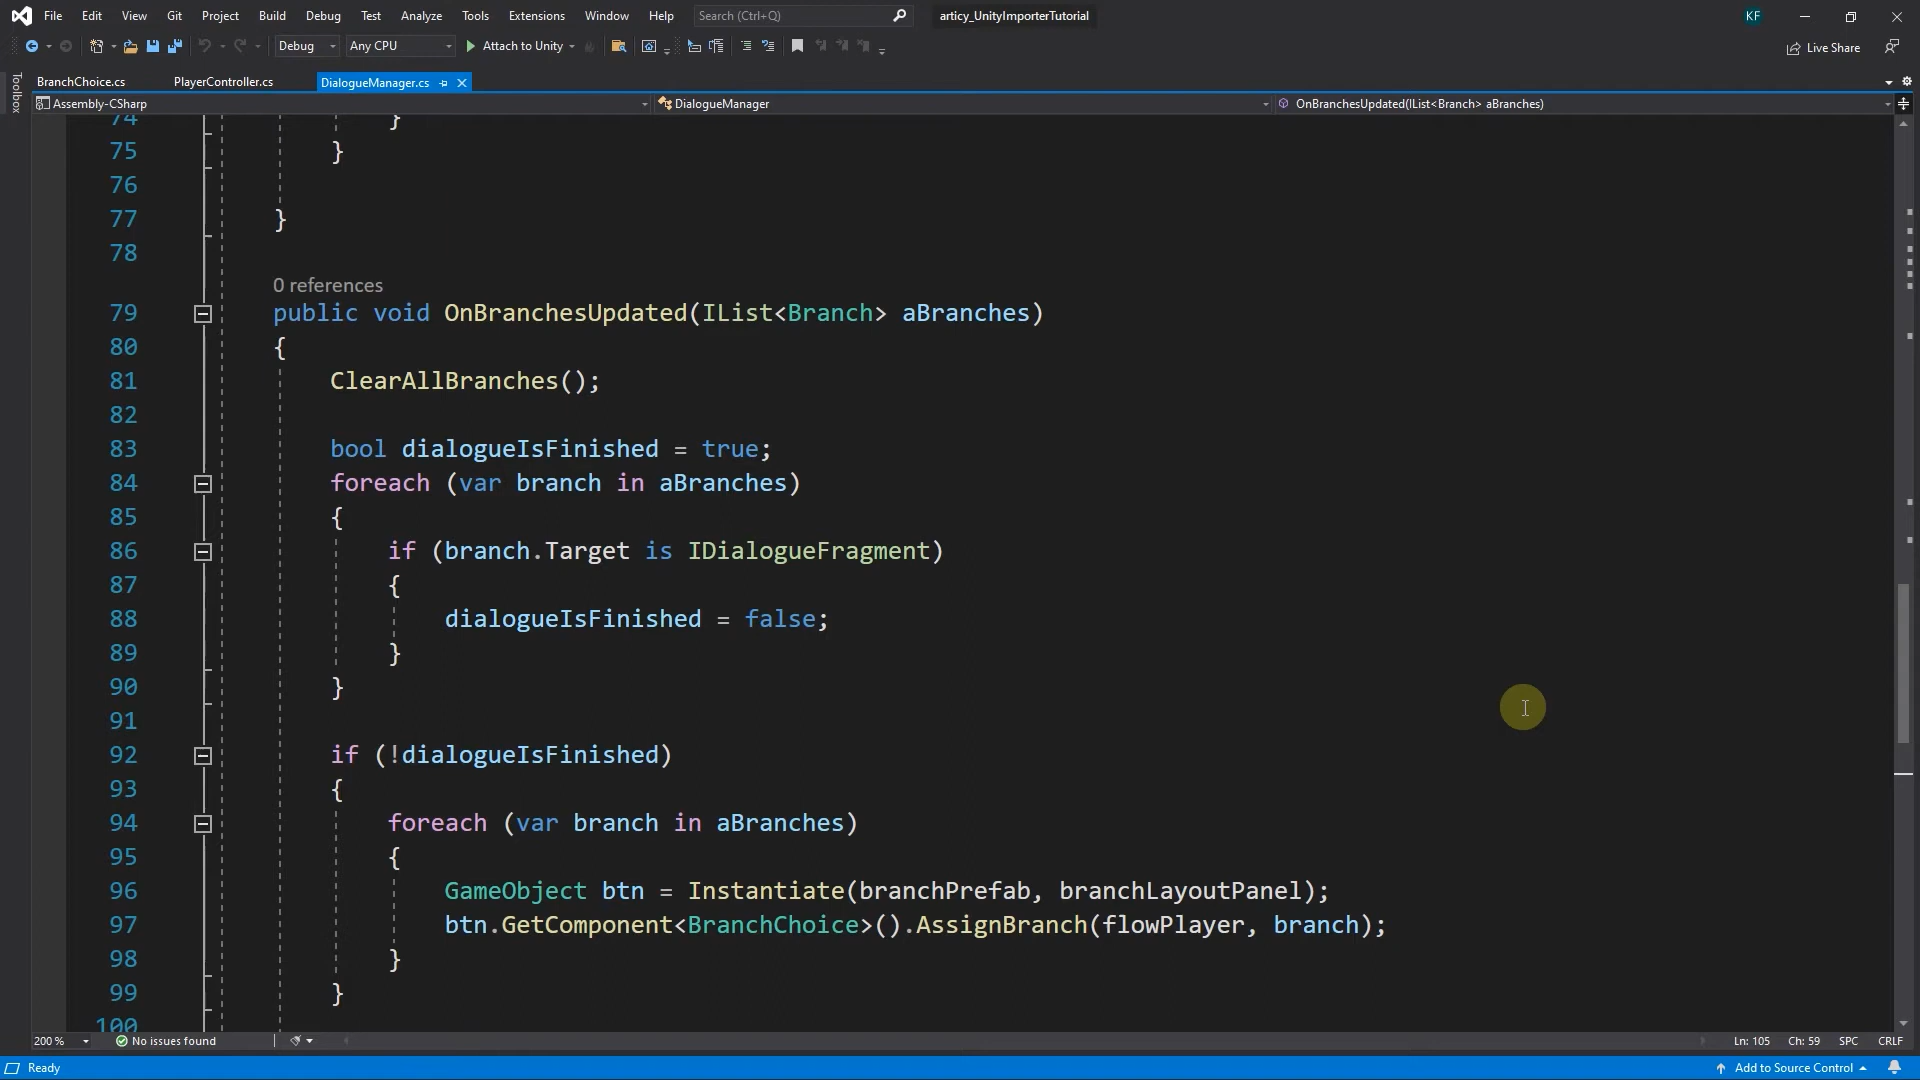 File Edit View Git Project Build Debug Test Analyze Tools Extensions Window Help Search (Ctrl+Q) articy_UnityImporterTutorial KF
Debug Any CPU Attach to Unity Live Share
Toolbox
BranchChoice.cs PlayerController.cs DialogueManager.cs
Assembly-CSharp DialogueManager OnBranchesUpdated(IList<Branch> aBranches)
74 }
75 }
76
77 }
78
0 references
79 public void OnBranchesUpdated(IList<Branch> aBranches)
80 {
81 ClearAllBranches();
82
83 bool dialogueIsFinished = true;
84 foreach (var branch in aBranches)
85 {
86 if (branch.Target is IDialogueFragment)
87 {
88 dialogueIsFinished = false;
89 }
90 }
91
92 if (!dialogueIsFinished)
93 {
94 foreach (var branch in aBranches)
95 {
96 GameObject btn = Instantiate(branchPrefab, branchLayoutPanel);
97 btn.GetComponent<BranchChoice>().AssignBranch(flowPlayer, branch);
98 }
99 }
100
200 % No issues found Ln: 105 Ch: 59 SPC CRLF
Ready Add to Source Control